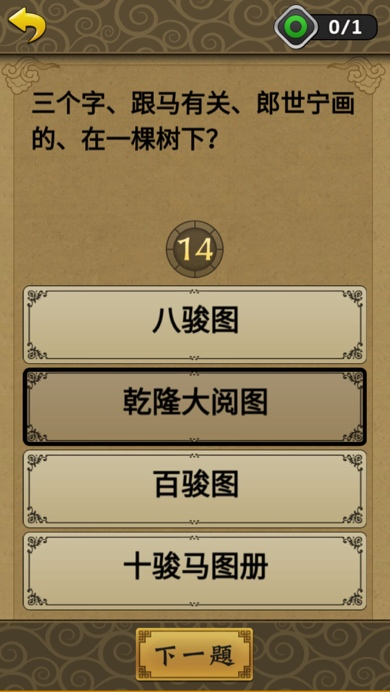 0/1
三个字、跟马有关、郎世宁画
的、在一棵树下?
14
八骏图
乾隆大阅图
百骏图
十骏马图册
下一题